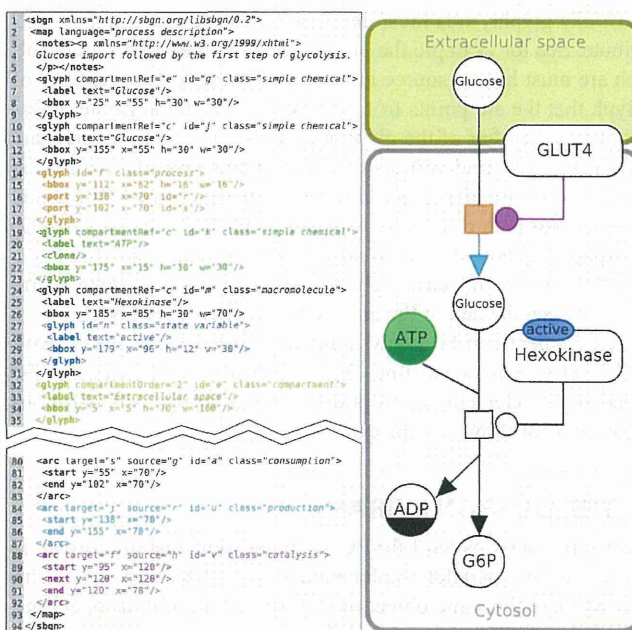 1 <sbgn xmlns="http://sbgn.org/libsbgn/0.2">
2 <map language="process description">
3 <notes><p xmlns="http://www.w3.org/1999/xhtml">
4 Glucose import followed by the first step of glycolysis.
5 </p></notes>
6 <glyph compartmentRef="e" id="g" class="simple chemical">
7 <label text="Glucose"/>
8 <bbox y="25" x="55" h="30" w="30"/>
9 </glyph>
10 <glyph compartmentRef="c" id="j" class="simple chemical">
11 <label text="Glucose"/>
12 <bbox y="155" x="55" h="30" w="30"/>
13 </glyph>
14 <glyph id="f" class="process">
15 <bbox y="112" x="62" h="16" w="16"/>
16 <port y="138" x="70" id="r"/>
17 <port y="102" x="70" id="s"/>
18 </glyph>
19 <glyph compartmentRef="c" id="k" class="simple chemical">
20 <label text="ATP"/>
21 <clone/>
22 <bbox y="175" x="15" h="30" w="30"/>
23 </glyph>
24 <glyph compartmentRef="c" id="m" class="macromolecule">
25 <label text="Hexokinase"/>
26 <bbox y="185" x="85" h="30" w="70"/>
27 <glyph id="n" class="state variable">
28 <label text="active"/>
29 <bbox y="179" x="96" h="12" w="30"/>
30 </glyph>
31 </glyph>
32 <glyph compartmentOrder="2" id="e" class="compartment">
33 <label text="Extracellular space"/>
34 <bbox y="5" x="5" h="70" w="160"/>
35 </glyph>
80 <arc target="s" source="g" id="a" class="consumption">
81 <start y="55" x="70"/>
82 <end y="102" x="70"/>
83 </arc>
84 <arc target="j" source="r" id="u" class="production">
85 <start y="138" x="70"/>
86 <end y="155" x="70"/>
87 </arc>
88 <arc target="f" source="h" id="v" class="catalysis">
89 <start y="95" x="120"/>
90 <next y="120" x="120"/>
91 <end y="120" x="78"/>
92 </arc>
93 </map>
94 </sbgn>
Extracellular space
Glucose
GLUT4
Glucose
ATP
active
Hexokinase
ADP
G6P
Cytosol